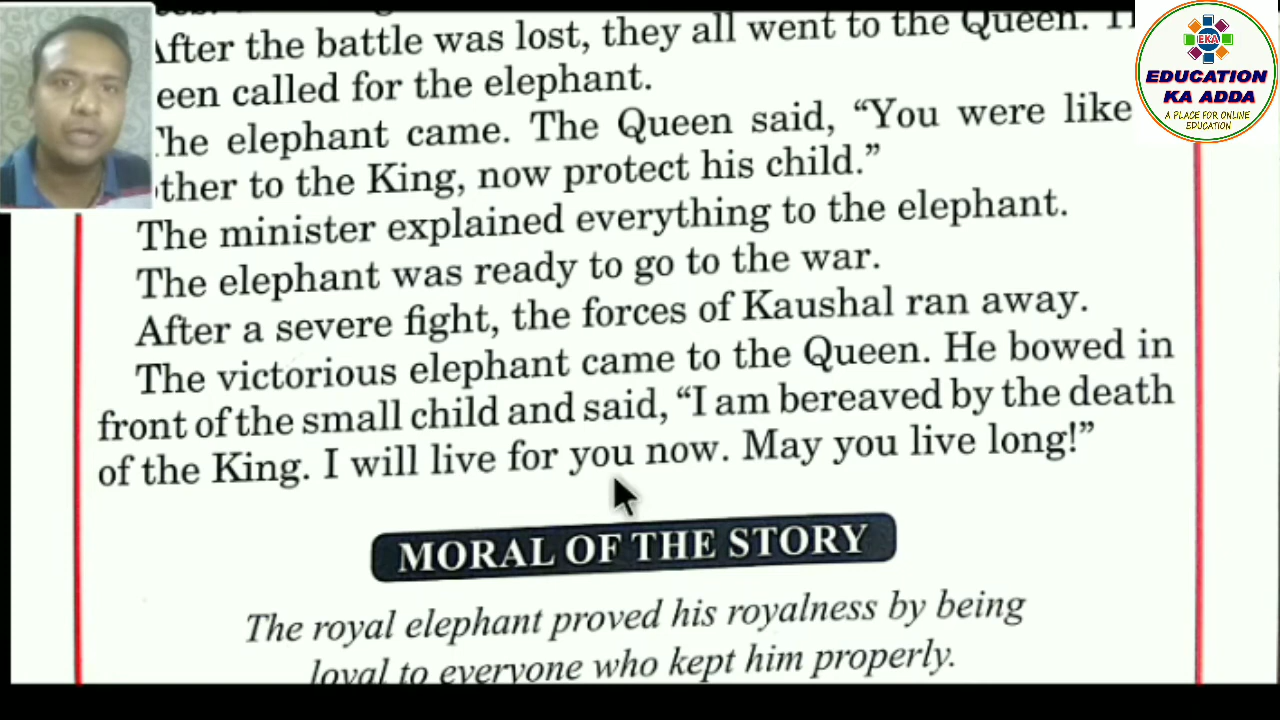 After the battle was lost, they all went to the Queen.
een called for the elephant.
The elephant came. The Queen said, “You were like
ther to the King, now protect his child.”
The minister explained everything to the elephant.
The elephant was ready to go to the war.
After a severe fight, the forces of Kaushal ran away.
The victorious elephant came to the Queen. He bowed in
front of the small child and said, “I am bereaved by the death
of the King. I will live for you now. May you live long!”
MORAL OF THE STORY
The royal elephant proved his royalness by being
loyal to everyone who kept him properly.
EKA
EDUCATION
KA ADDA
A PLACE FOR ONLINE
EDUCATION